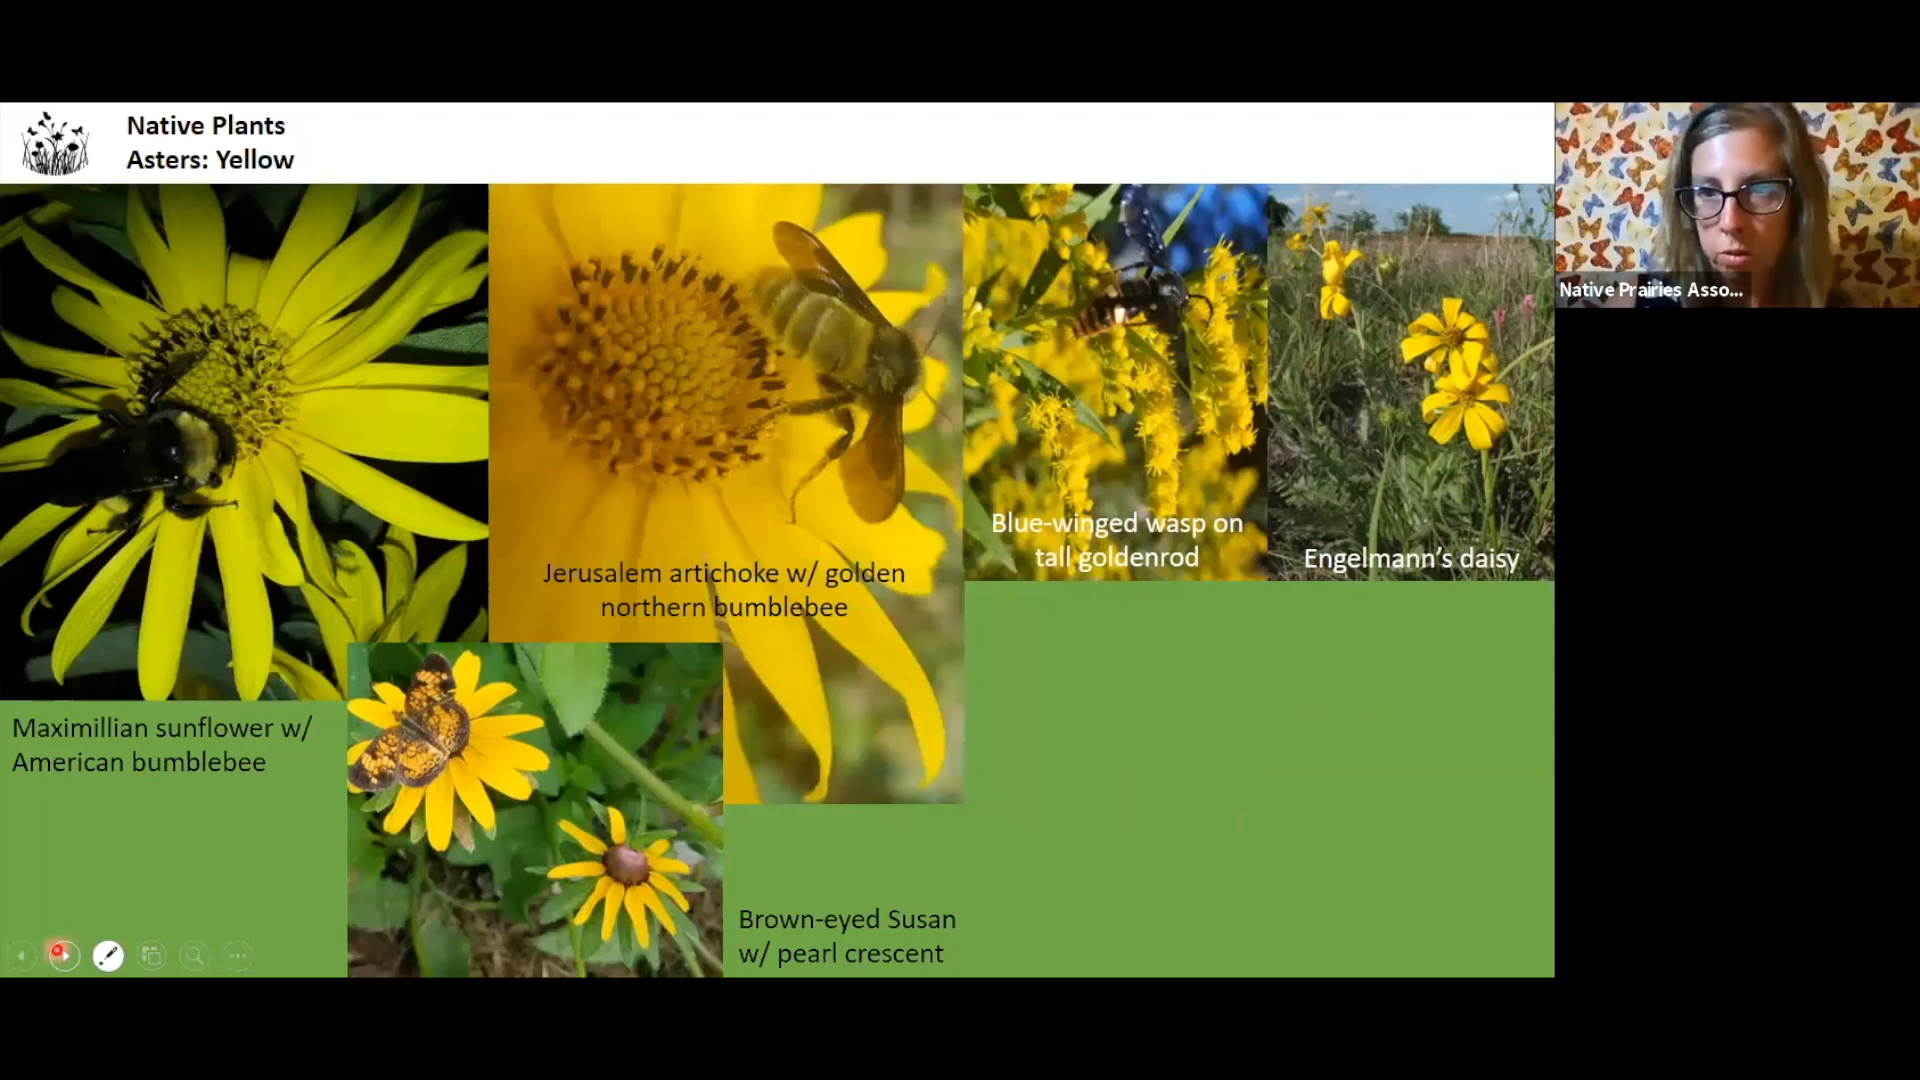 Native Plants
Asters: Yellow
Native Prairies Asso...
Blue-winged wasp on
tall goldenrod
Engelmann’s daisy
Jerusalem artichoke w/ golden
northern bumblebee
Maximillian sunflower w/
American bumblebee
Brown-eyed Susan
w/ pearl crescent